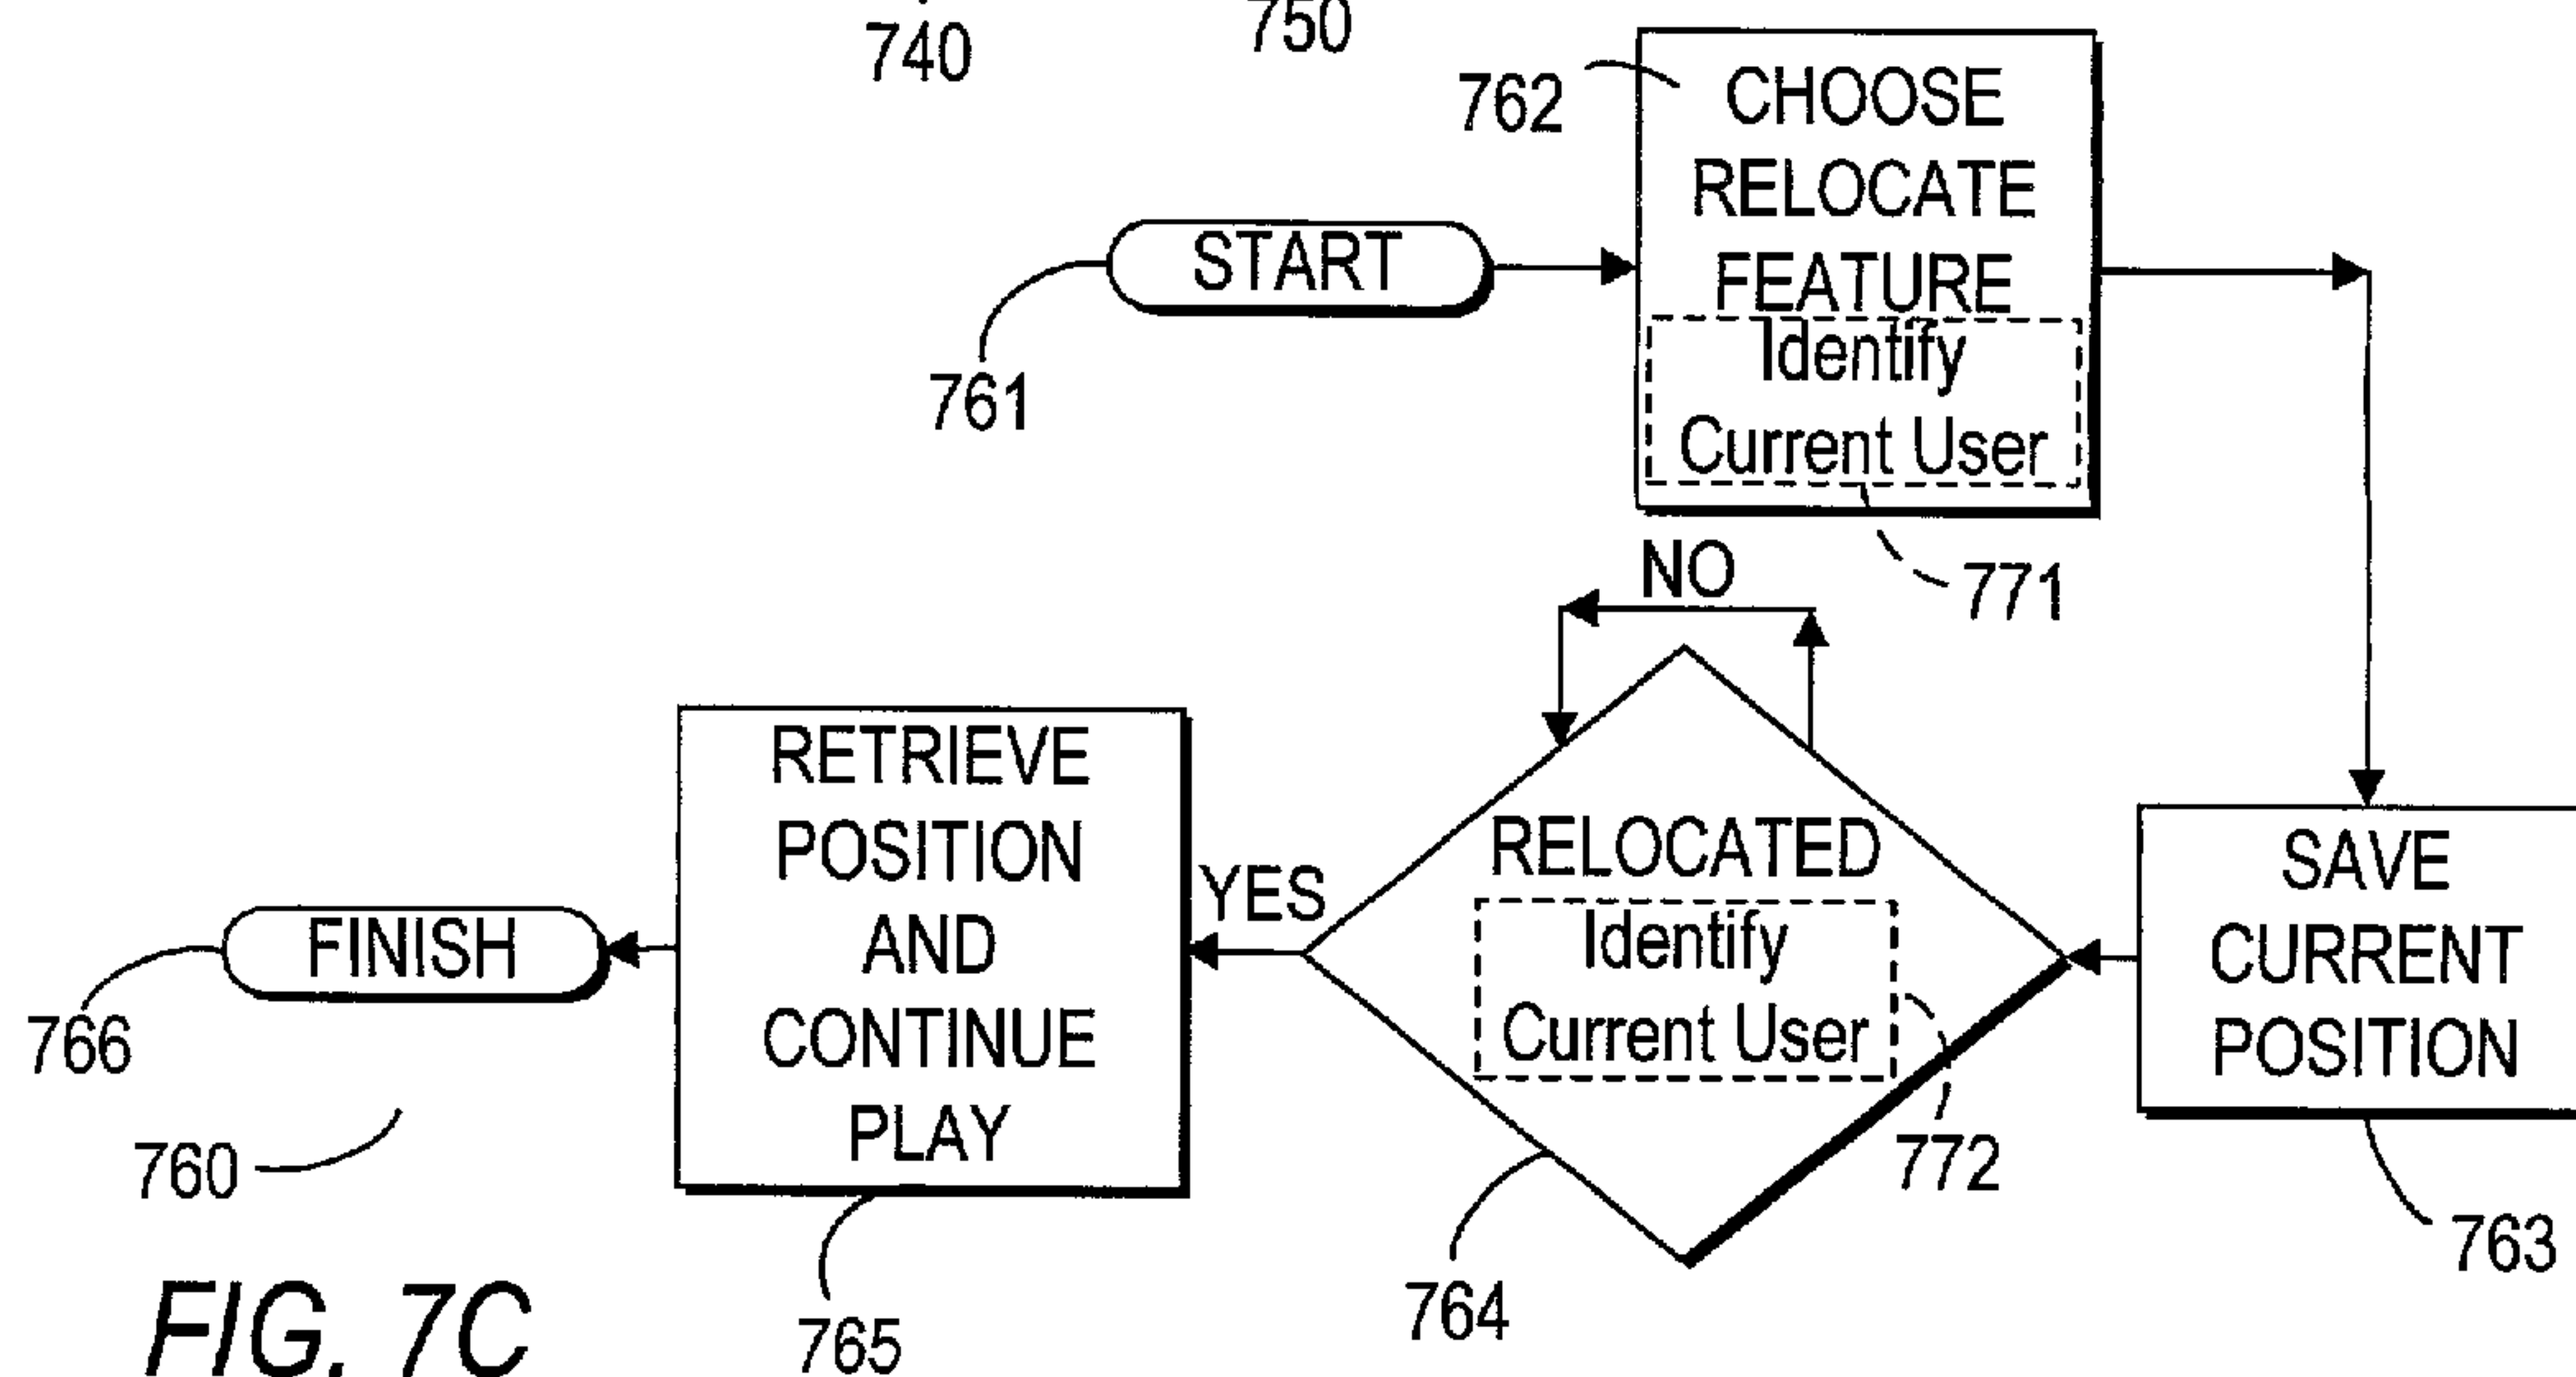 740
750
762
CHOOSE
RELOCATE
FEATURE
Identify
Current User
START
761
771
NO
RETRIEVE
POSITION
AND
CONTINUE
PLAY
YES
RELOCATED
Identify
Current User
SAVE
CURRENT
POSITION
FINISH
766
760
772
763
764
765
FIG. 7C